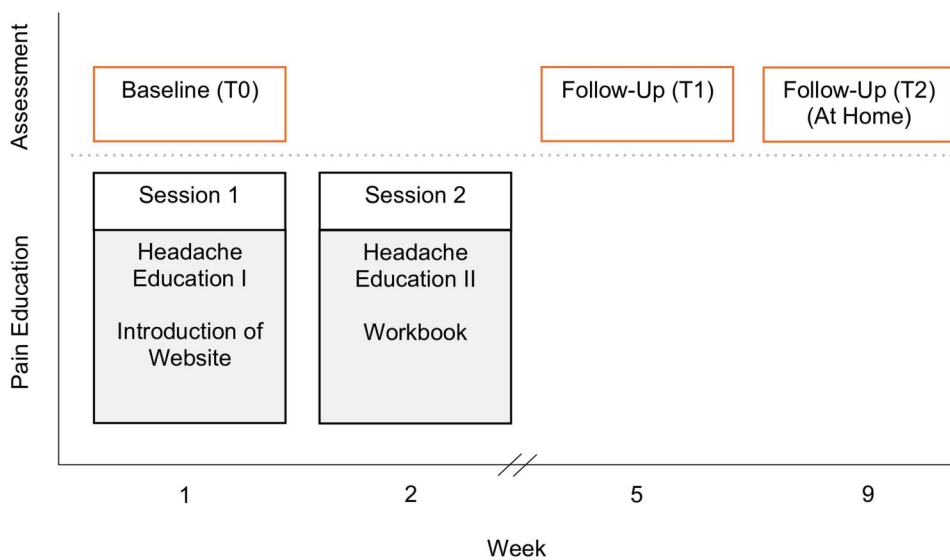 Assessment
Baseline (T0)
Follow-Up (T1)
Follow-Up (T2)
(At Home)
Pain Education
Session 1
Headache
Education I
Introduction of
Website
Session 2
Headache
Education II
Workbook
1
2
5
9
Week